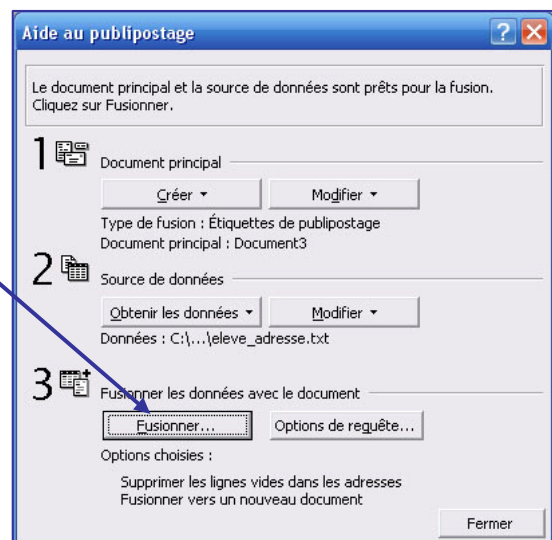 Aide au publipostage
Le document principal et la source de données sont prêts pour la fusion.
Cliquez sur Fusionner.
1 Document principal
Créer Modifier
Type de fusion : Étiquettes de publipostage
Document principal : Document3
2 Source de données
Obtenir les données Modifier
Données : C:\...\eleve_adresse.txt
3 Fusionner les données avec le document
Fusionner... Options de requête...
Options choisies :
Supprimer les lignes vides dans les adresses
Fusionner vers un nouveau document
Fermer